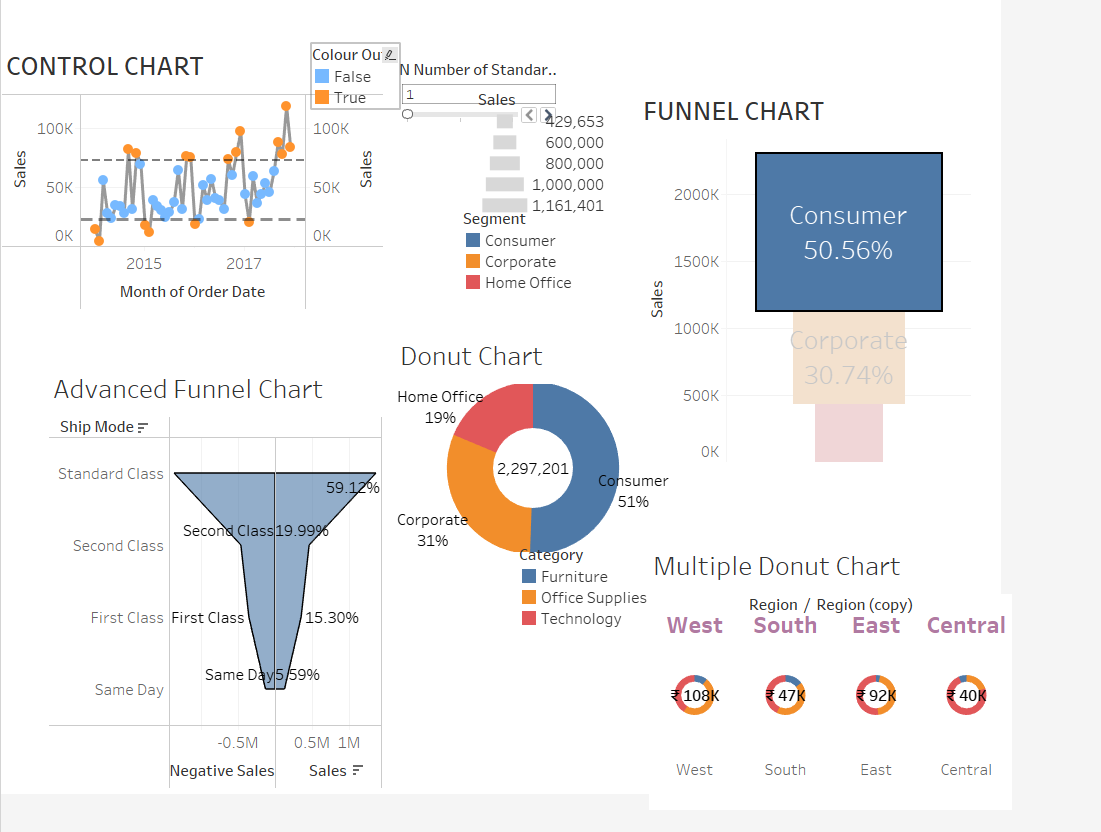 CONTROL CHART
Colour Ou
False
True
N Number of Standar..
1
Sales
429,653
600,000
800,000
1,000,000
1,161,401
Segment
Consumer
Corporate
Home Office
Sales
100K
50K
0K
100K
50K
0K
Sales
2015
2017
Month of Order Date
FUNNEL CHART
Sales
2000K
1500K
1000K
500K
0K
Consumer
50.56%
Corporate
30.74%
Advanced Funnel Chart
Ship Mode
Standard Class
Second Class
First Class
Same Day
59.12%
Second Class 19.99%
First Class 15.30%
Same Day 5.59%
-0.5M
0.5M 1M
Negative Sales
Sales
Donut Chart
Home Office
19%
2,297,201
Consumer
51%
Corporate
31%
Category
Furniture
Office Supplies
Technology
Multiple Donut Chart
Region / Region (copy)
West South East Central
₹ 108K ₹ 47K ₹ 92K ₹ 40K
West South East Central